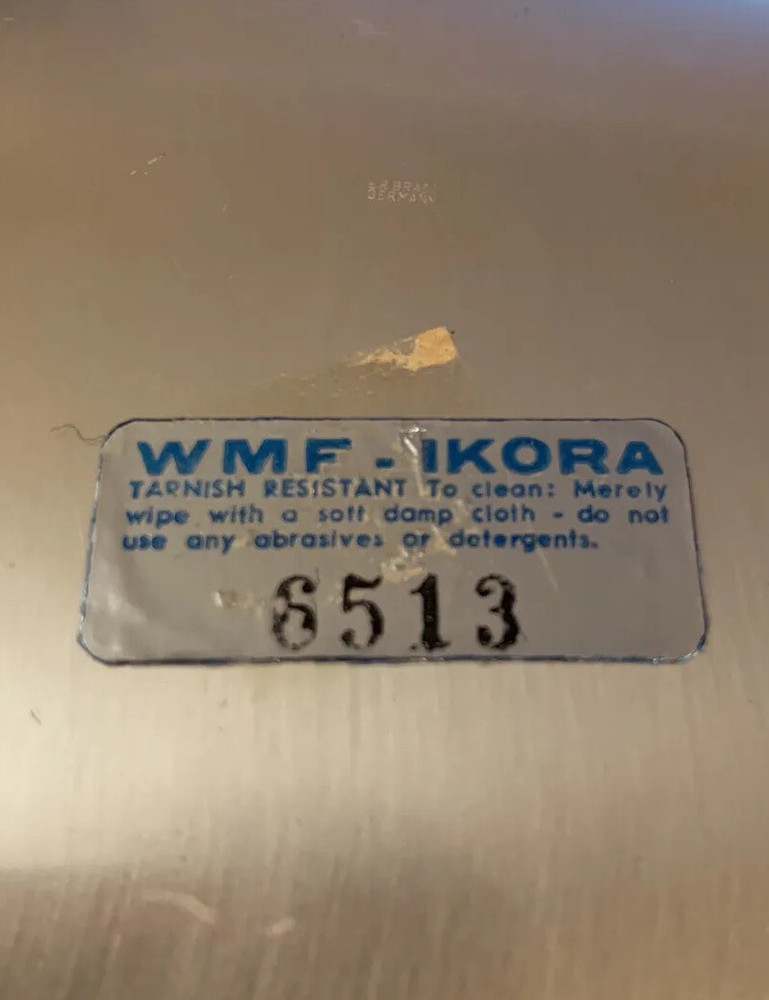 GERMANY
WMF - IKORA
TARNISH RESISTANT To clean: Merely
wipe with a soft damp cloth - do not
use any abrasives or detergents.
6513